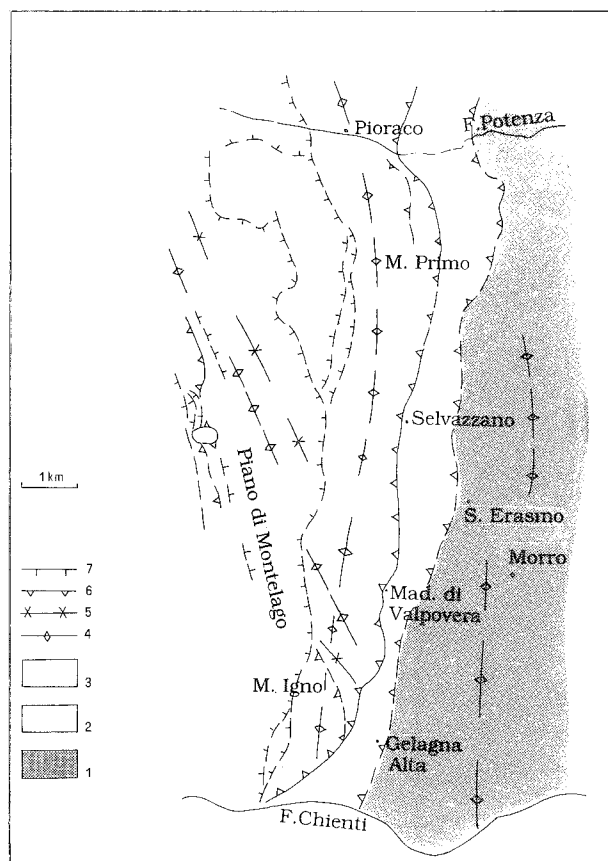 F. Potenza
Pioraco
M. Primo
Selvazzano
1 km
Piano di Montelago
S. Erasmo
Morro
7
6
5
4
Mad. di
Valpovera
3
M. Igno
2
Gelagna
Alta
1
F. Chienti